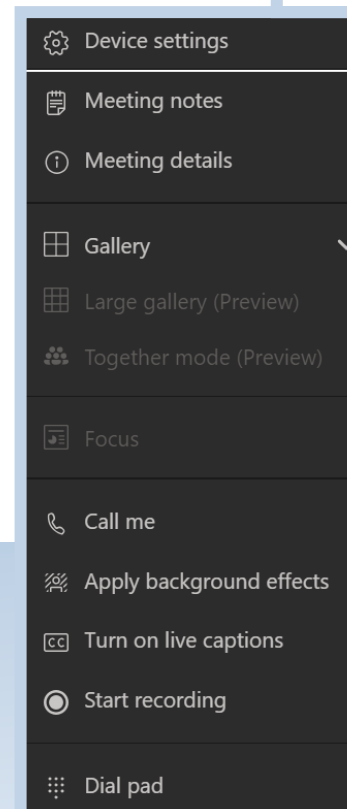 Device settings
Meeting notes
Meeting details
Gallery
Large gallery (Preview)
Together mode (Preview)
Focus
Call me
Apply background effects
CC Turn on live captions
Start recording
Dial pad